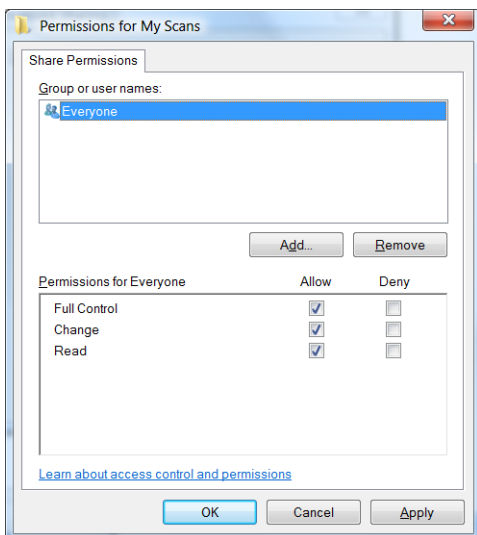 Permissions for My Scans
Share Permissions
Group or user names:
Everyone
Add...
Remove
Permissions for Everyone Allow Deny
Full Control
Change
Read
Learn about access control and permissions
OK Cancel Apply